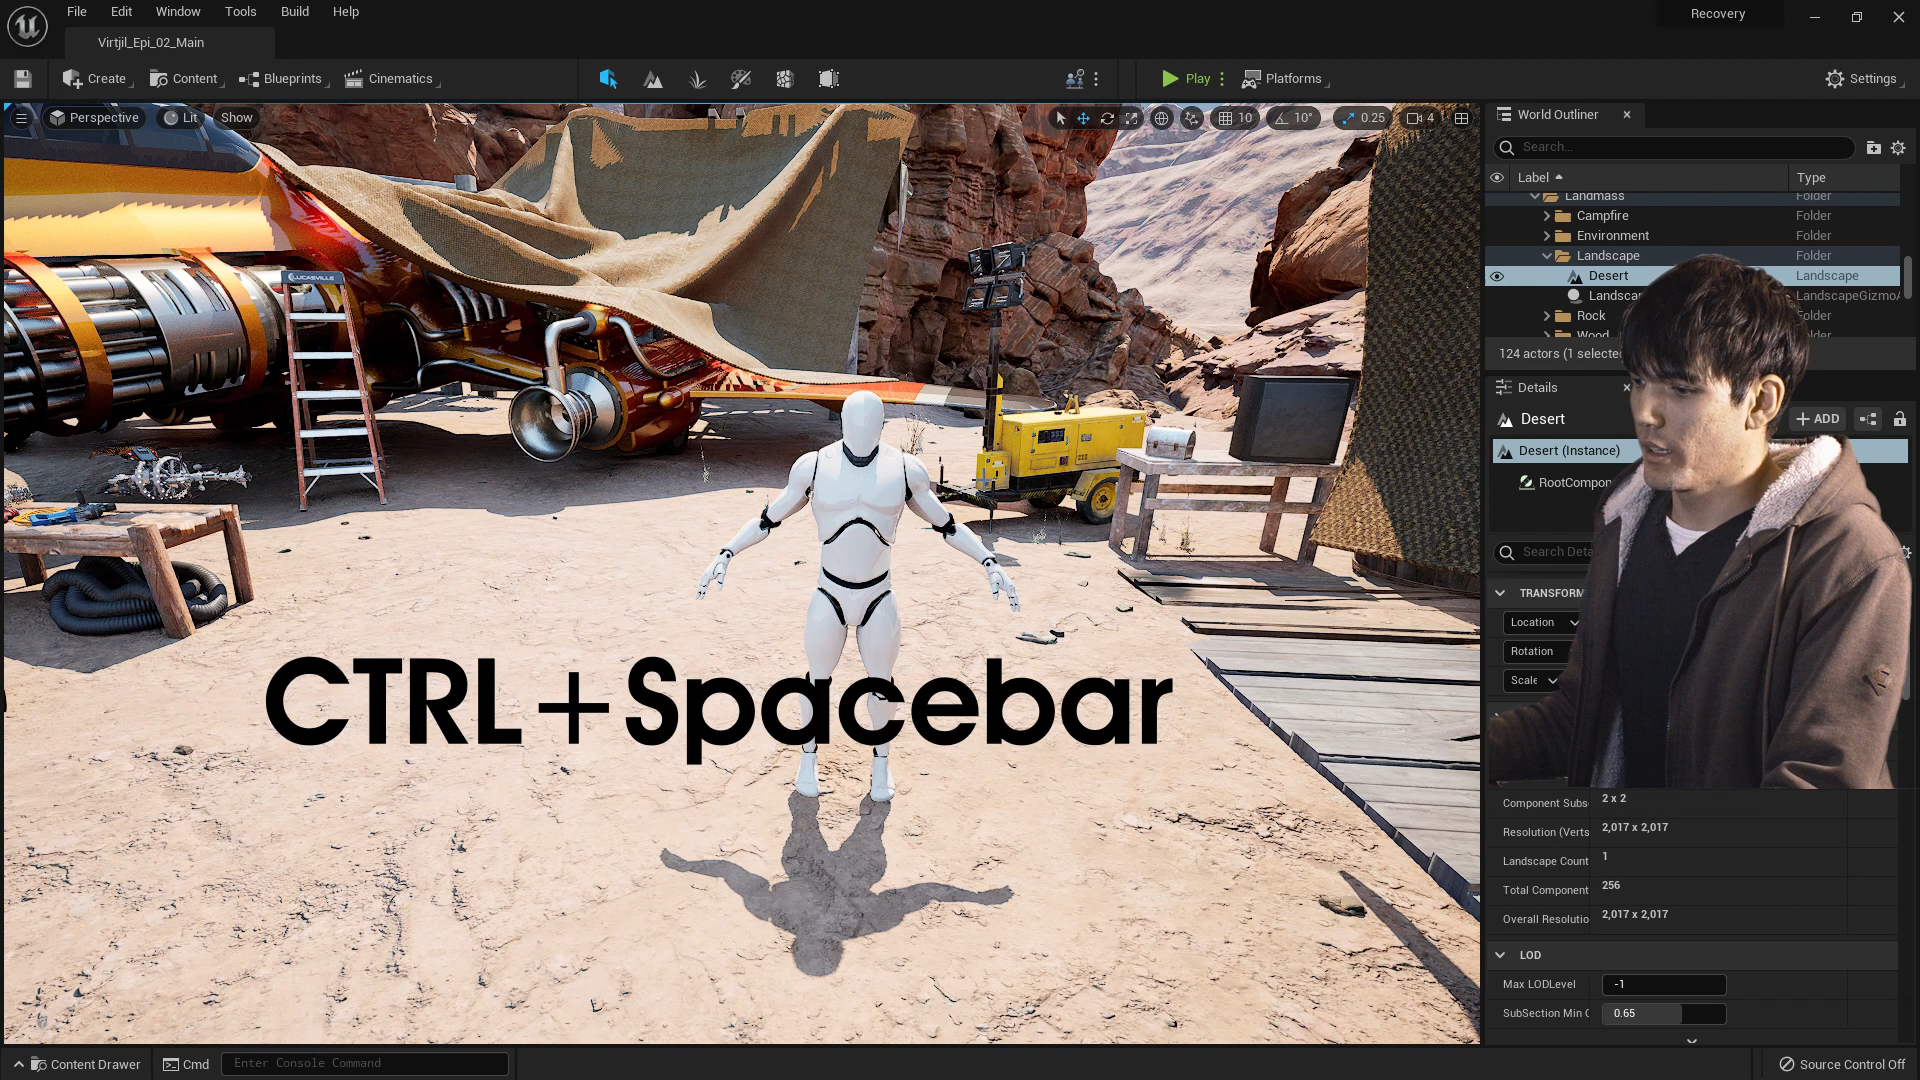 File Edit Window Tools Build Help
Recovery
Virtjil_Epi_02_Main
Create Content Blueprints Cinematics Play Platforms Settings
Perspective Lit Show 10 10° 0.25 4
World Outliner
Search...
Label Type
Landmass Folder
Campfire Folder
Environment Folder
Landscape Folder
Desert Landscape
Landscap LandscapeGizmoA
Rock Folder
Wood
124 actors (1 selecte
Details
Desert ADD
Desert (Instance)
RootCompon
Search Deta
TRANSFORM
Location
Rotation
Scale
LUCASVILLE
CTRL+Spacebar
Component Subs 2 x 2
Resolution (Verts 2,017 x 2,017
Landscape Count 1
Total Component 256
Overall Resolutio 2,017 x 2,017
LOD
Max LODLevel -1
SubSection Min C 0.65
Content Drawer Cmd Enter Console Command Source Control Off